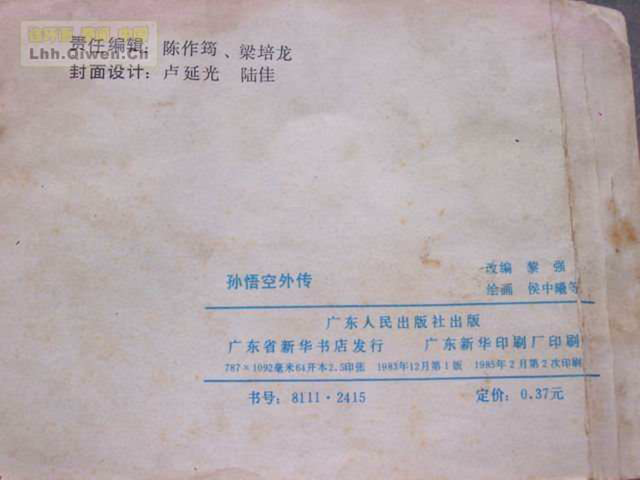 连环画 奇闻 中国
Lhh.Qiwen.Ch
责任编辑：陈作筠、梁培龙
封面设计：卢延光 陆佳
孙悟空外传
改编 黎强
绘画 侯中曦等
广东人民出版社出版
广东省新华书店发行 广东新华印刷厂印刷
787×1092毫米64开本2.5印张 1983年12月第1版 1985年2月第2次印刷
书号：8111·2415 定价：0.37元